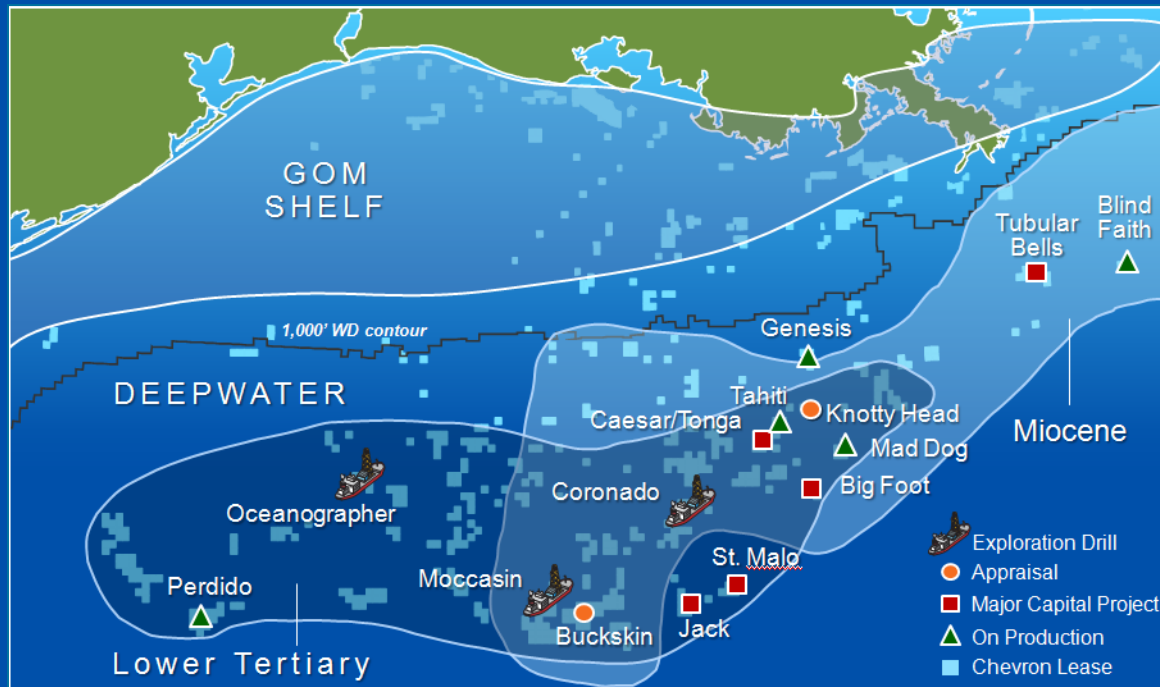 GOM
SHELF
Tubular
Bells
Blind
Faith
1,000' WD contour
Genesis
DEEPWATER
Tahiti
Caesar/Tonga
Knotty Head
Mad Dog
Miocene
Coronado
Big Foot
Oceanographer
Exploration Drill
St. Malo
Moccasin
Appraisal
Perdido
Major Capital Project
Jack
Buckskin
On Production
Lower Tertiary
Chevron Lease